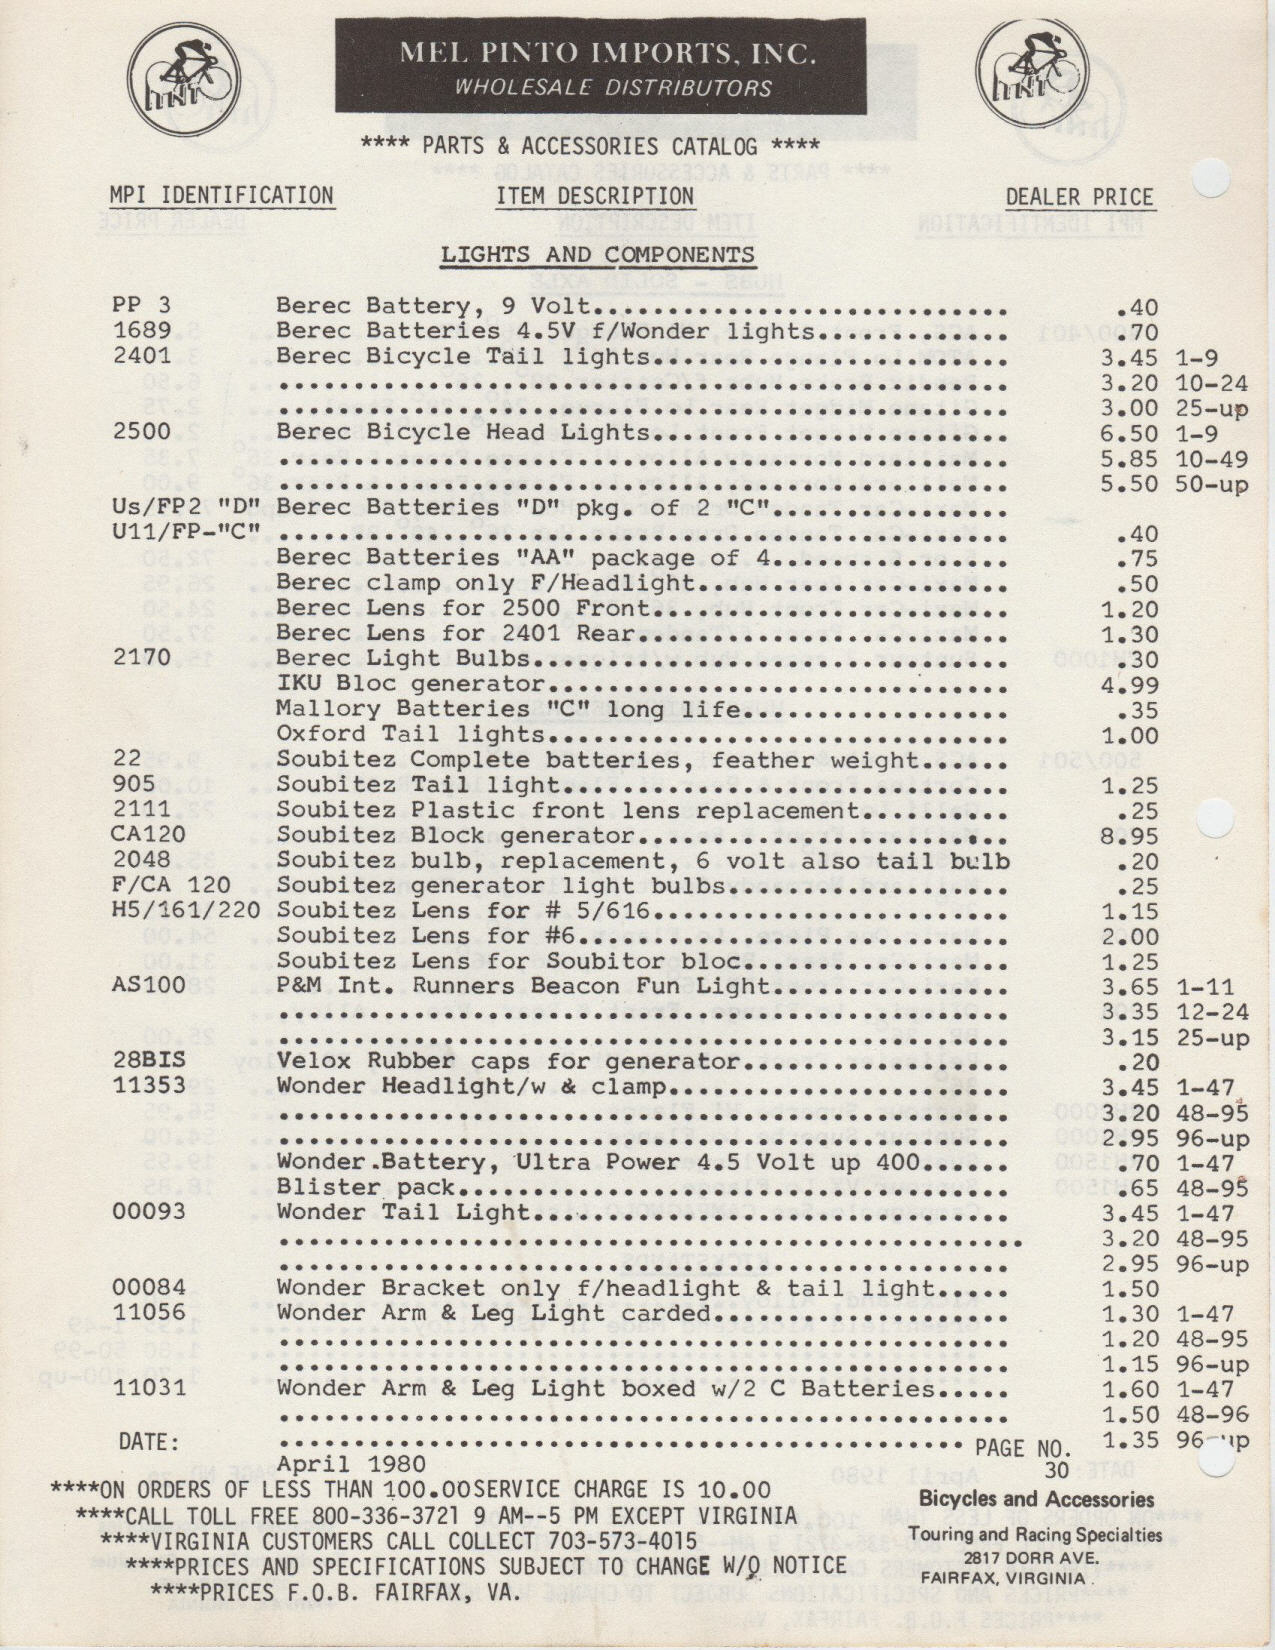 MEL PINTO IMPORTS, INC.
WHOLESALE DISTRIBUTORS
**** PARTS & ACCESSORIES CATALOG ****
MPI IDENTIFICATION ITEM DESCRIPTION DEALER PRICE
LIGHTS AND COMPONENTS
PP 3 Berec Battery, 9 Volt............................ .40
1689 Berec Batteries 4.5V f/Wonder lights............. .70
2401 Berec Bicycle Tail lights........................ 3.45 1-9
................................................. 3.20 10-24
................................................. 3.00 25-up
2500 Berec Bicycle Head Lights........................ 6.50 1-9
................................................. 5.85 10-49
................................................. 5.50 50-up
Us/FP2 "D" Berec Batteries "D" pkg. of 2 "C"................
U11/FP-"C" ................................................. .40
Berec Batteries "AA" package of 4................ .75
Berec clamp only F/Headlight..................... .50
Berec Lens for 2500 Front........................ 1.20
Berec Lens for 2401 Rear......................... 1.30
2170 Berec Light Bulbs................................ .30
IKU Bloc generator............................... 4.99
Mallory Batteries "C" long life.................. .35
Oxford Tail lights............................... 1.00
22 Soubitez Complete batteries, feather weight......
905 Soubitez Tail light.............................. 1.25
2111 Soubitez Plastic front lens replacement.......... .25
CA120 Soubitez Block generator......................... 8.95
2048 Soubitez bulb, replacement, 6 volt also tail bulb .20
F/CA 120 Soubitez generator light bulbs................... .25
H5/161/220 Soubitez Lens for # 5/616........................ 1.15
Soubitez Lens for #6............................. 2.00
Soubitez Lens for Soubitor bloc.................. 1.25
AS100 P&M Int. Runners Beacon Fun Light................ 3.65 1-11
................................................. 3.35 12-24
................................................. 3.15 25-up
28BIS Velox Rubber caps for generator.................. .20
11353 Wonder Headlight/w & clamp....................... 3.45 1-47
................................................. 3.20 48-95
................................................. 2.95 96-up
Wonder.Battery, Ultra Power 4.5 Volt up 400...... .70 1-47
Blister pack..................................... .65 48-95
00093 Wonder Tail Light................................ 3.45 1-47
.................................................. 3.20 48-95
................................................. 2.95 96-up
00084 Wonder Bracket only f/headlight & tail light..... 1.50
11056 Wonder Arm & Leg Light carded.................... 1.30 1-47
................................................. 1.20 48-95
................................................. 1.15 96-up
11031 Wonder Arm & Leg Light boxed w/2 C Batteries..... 1.60 1-47
................................................. 1.50 48-96
DATE: .............................................. PAGE NO. 1.35 96-up
April 1980 30
****ON ORDERS OF LESS THAN 100.00SERVICE CHARGE IS 10.00
****CALL TOLL FREE 800-336-3721 9 AM--5 PM EXCEPT VIRGINIA
****VIRGINIA CUSTOMERS CALL COLLECT 703-573-4015
****PRICES AND SPECIFICATIONS SUBJECT TO CHANGE W/O NOTICE
****PRICES F.O.B. FAIRFAX, VA.
Bicycles and Accessories
Touring and Racing Specialties
2817 DORR AVE.
FAIRFAX, VIRGINIA